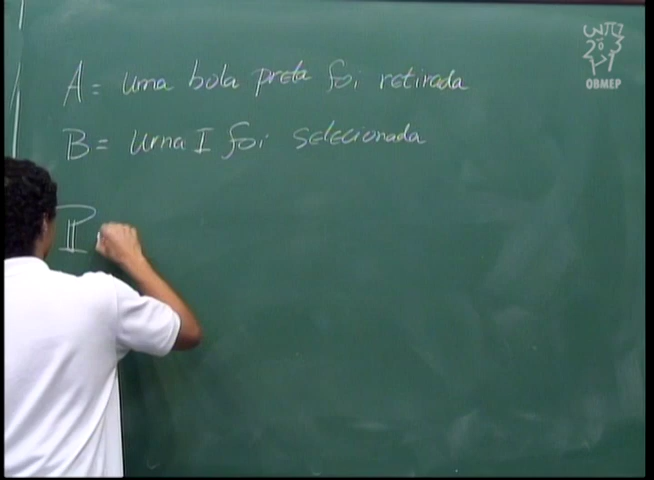 A = uma bola preta foi retirada
B = urna I foi selecionada
P
OBMEP